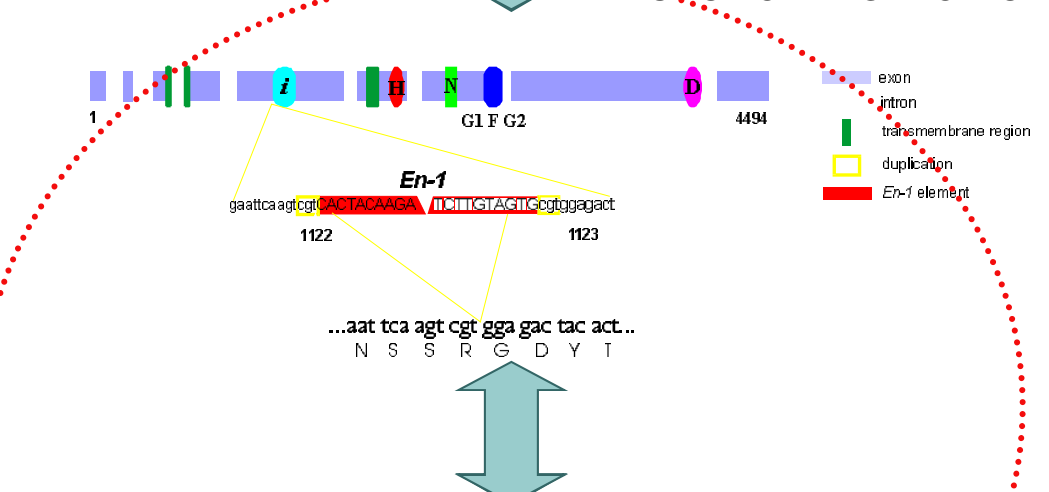 i H N D
G1 F G2
1 4494
exon
intron
transmembrane region
duplication
En-1 element
En-1
gaattcaagtcgtCACTACAAGA TCTTGTAGTGcgtggagact
1122 1123
...aat tca agt cgt gga gac tac act...
N S S R G D Y T